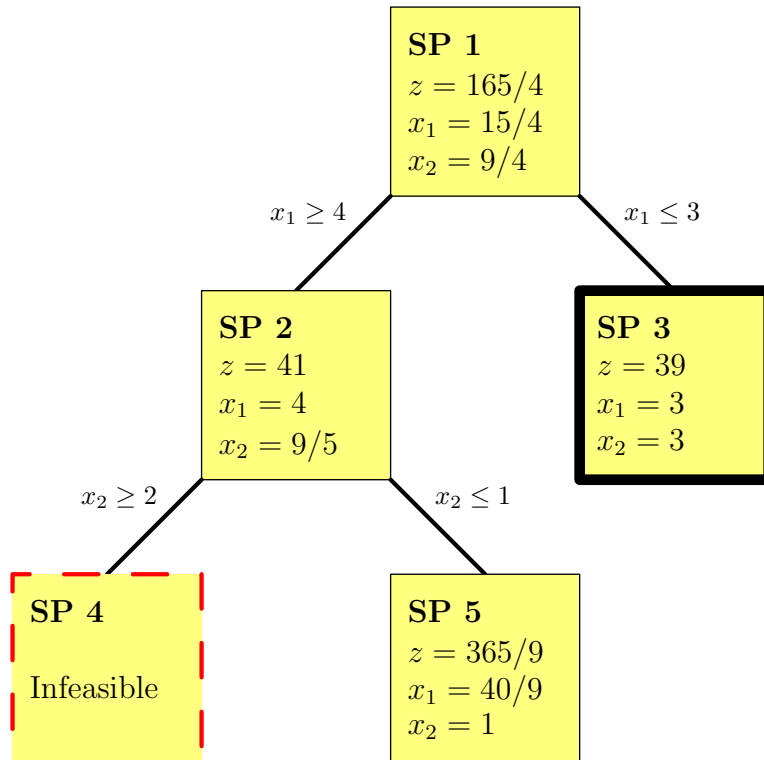 SP 1
z = 165/4
x₁ = 15/4
x₂ = 9/4
x₁ ≥ 4
x₁ ≤ 3
SP 2
z = 41
x₁ = 4
x₂ = 9/5
SP 3
z = 39
x₁ = 3
x₂ = 3
x₂ ≥ 2
x₂ ≤ 1
SP 4
Infeasible
SP 5
z = 365/9
x₁ = 40/9
x₂ = 1